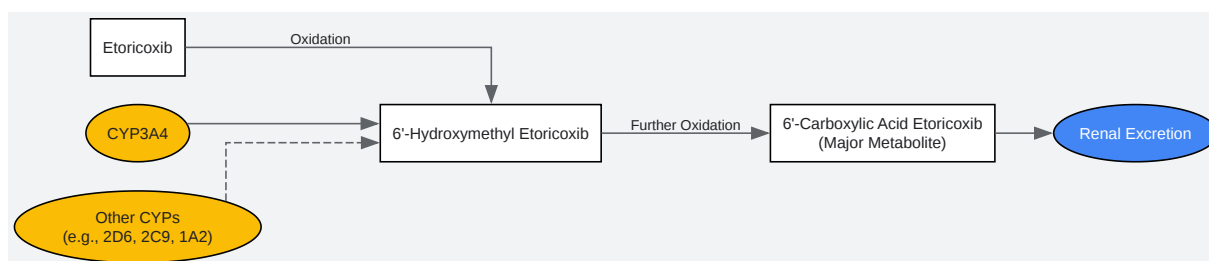 Etoricoxib
Oxidation
CYP3A4
6'-Hydroxymethyl Etoricoxib
Further Oxidation
6'-Carboxylic Acid Etoricoxib
(Major Metabolite)
Renal Excretion
Other CYPs
(e.g., 2D6, 2C9, 1A2)